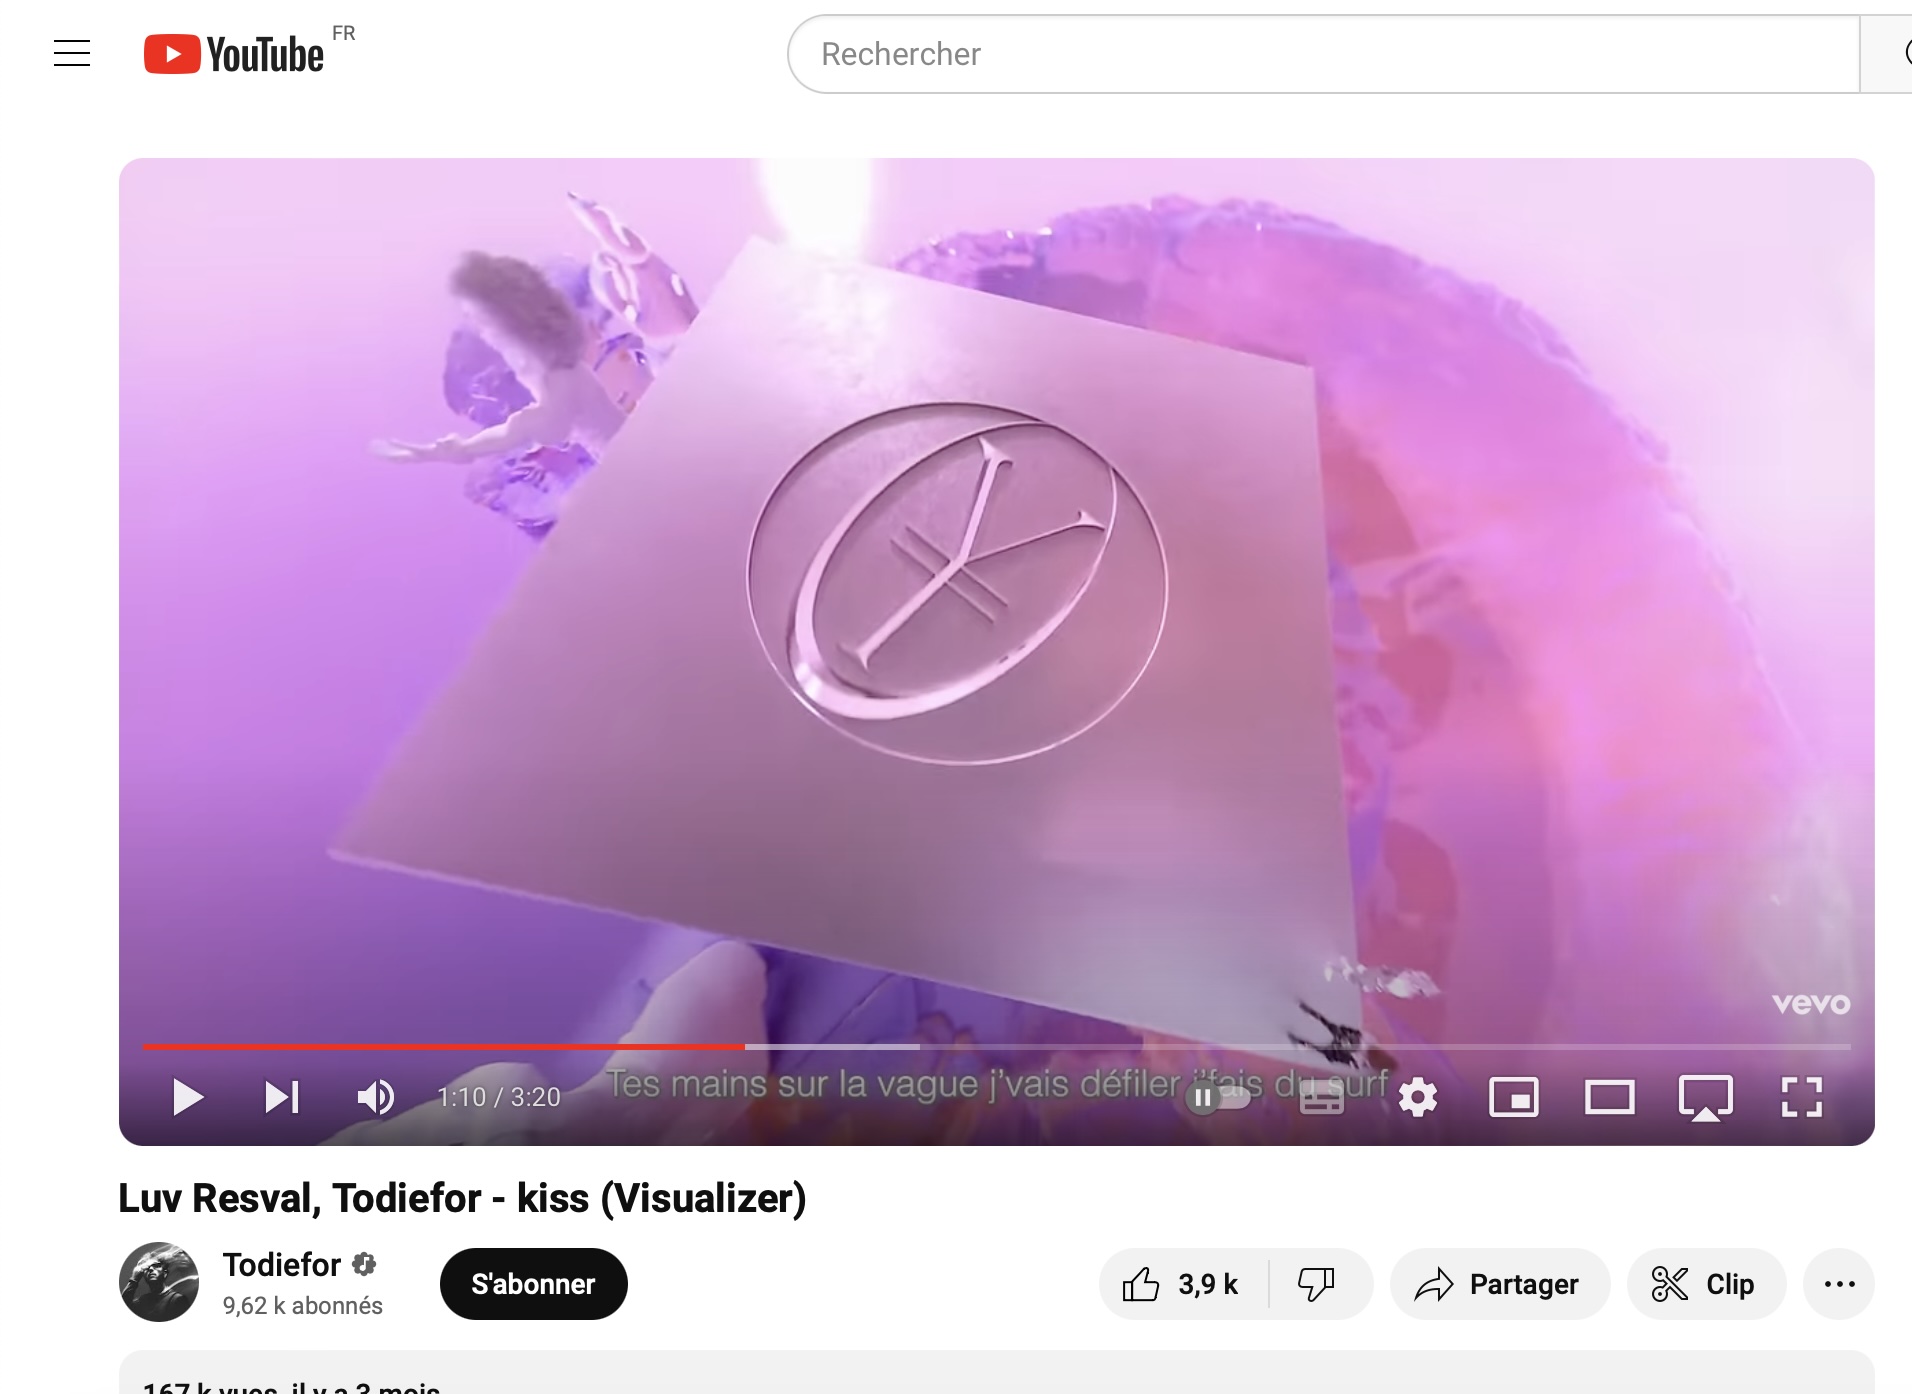 YouTube FR
Rechercher
vevo
1:10 / 3:20
Tes mains sur la vague j'vais défiler j'fais du surf
Luv Resval, Todiefor - kiss (Visualizer)
Todiefor
9,62 k abonnés
S'abonner
3,9 k
Partager
Clip
167 k vues il y a 3 mois